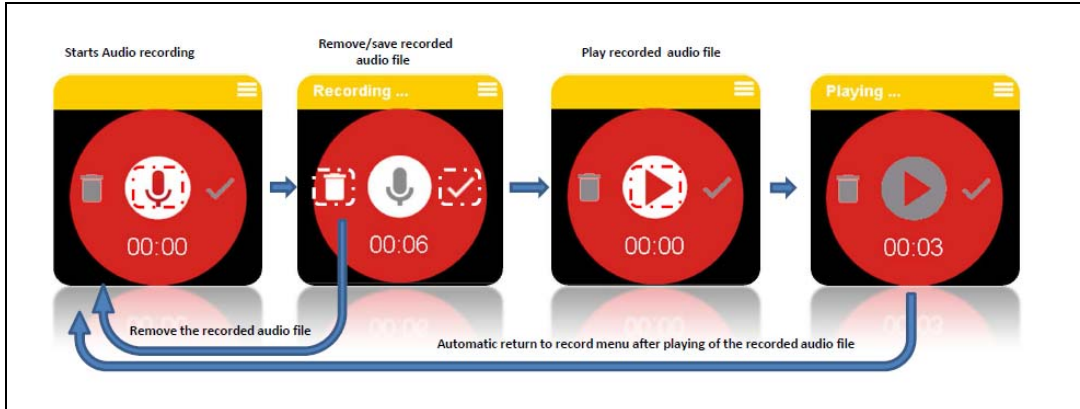 Starts Audio recording
Remove/save recorded
audio file
Play recorded audio file
Recording ...
Playing ...
00:00
00:06
00:00
00:03
Remove the recorded audio file
Automatic return to record menu after playing of the recorded audio file